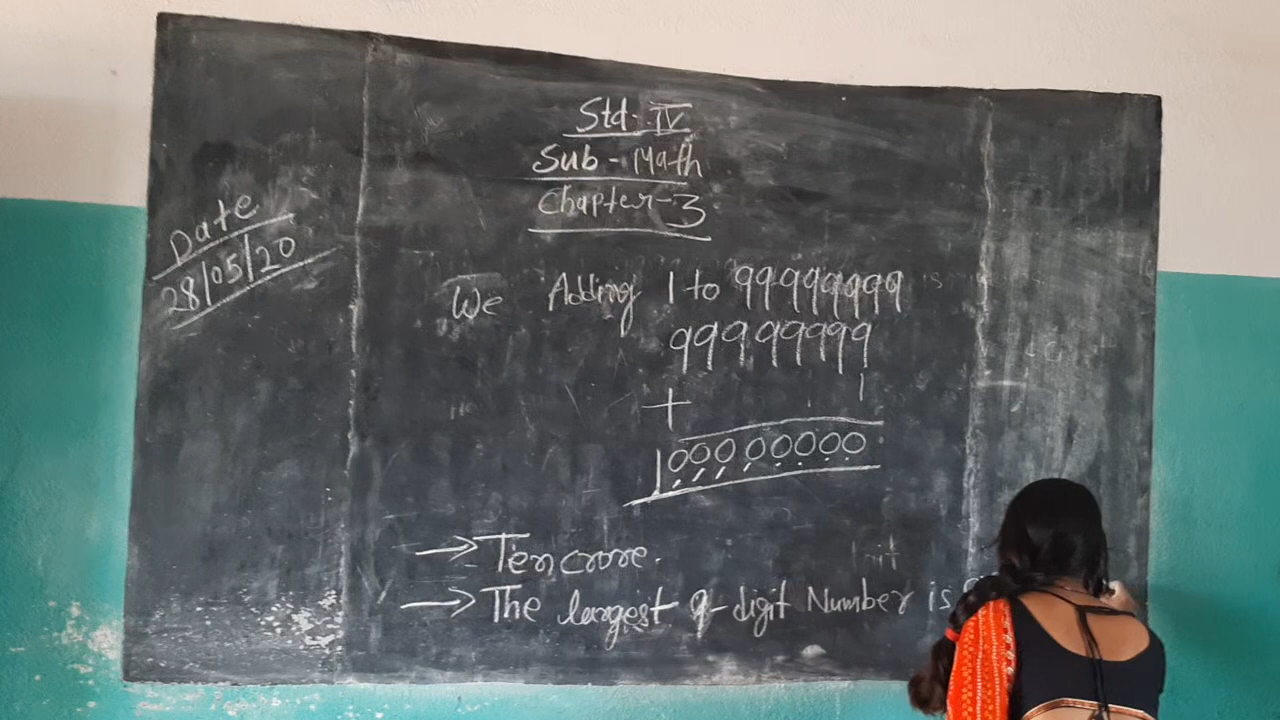 Std - IV
Sub - Math
Chapter - 3
Date
28/05/20
We Adding 1 to 99999999 is
99999999
+ 1
100000000
→ Ten crore.
→ The largest 9-digit Number is